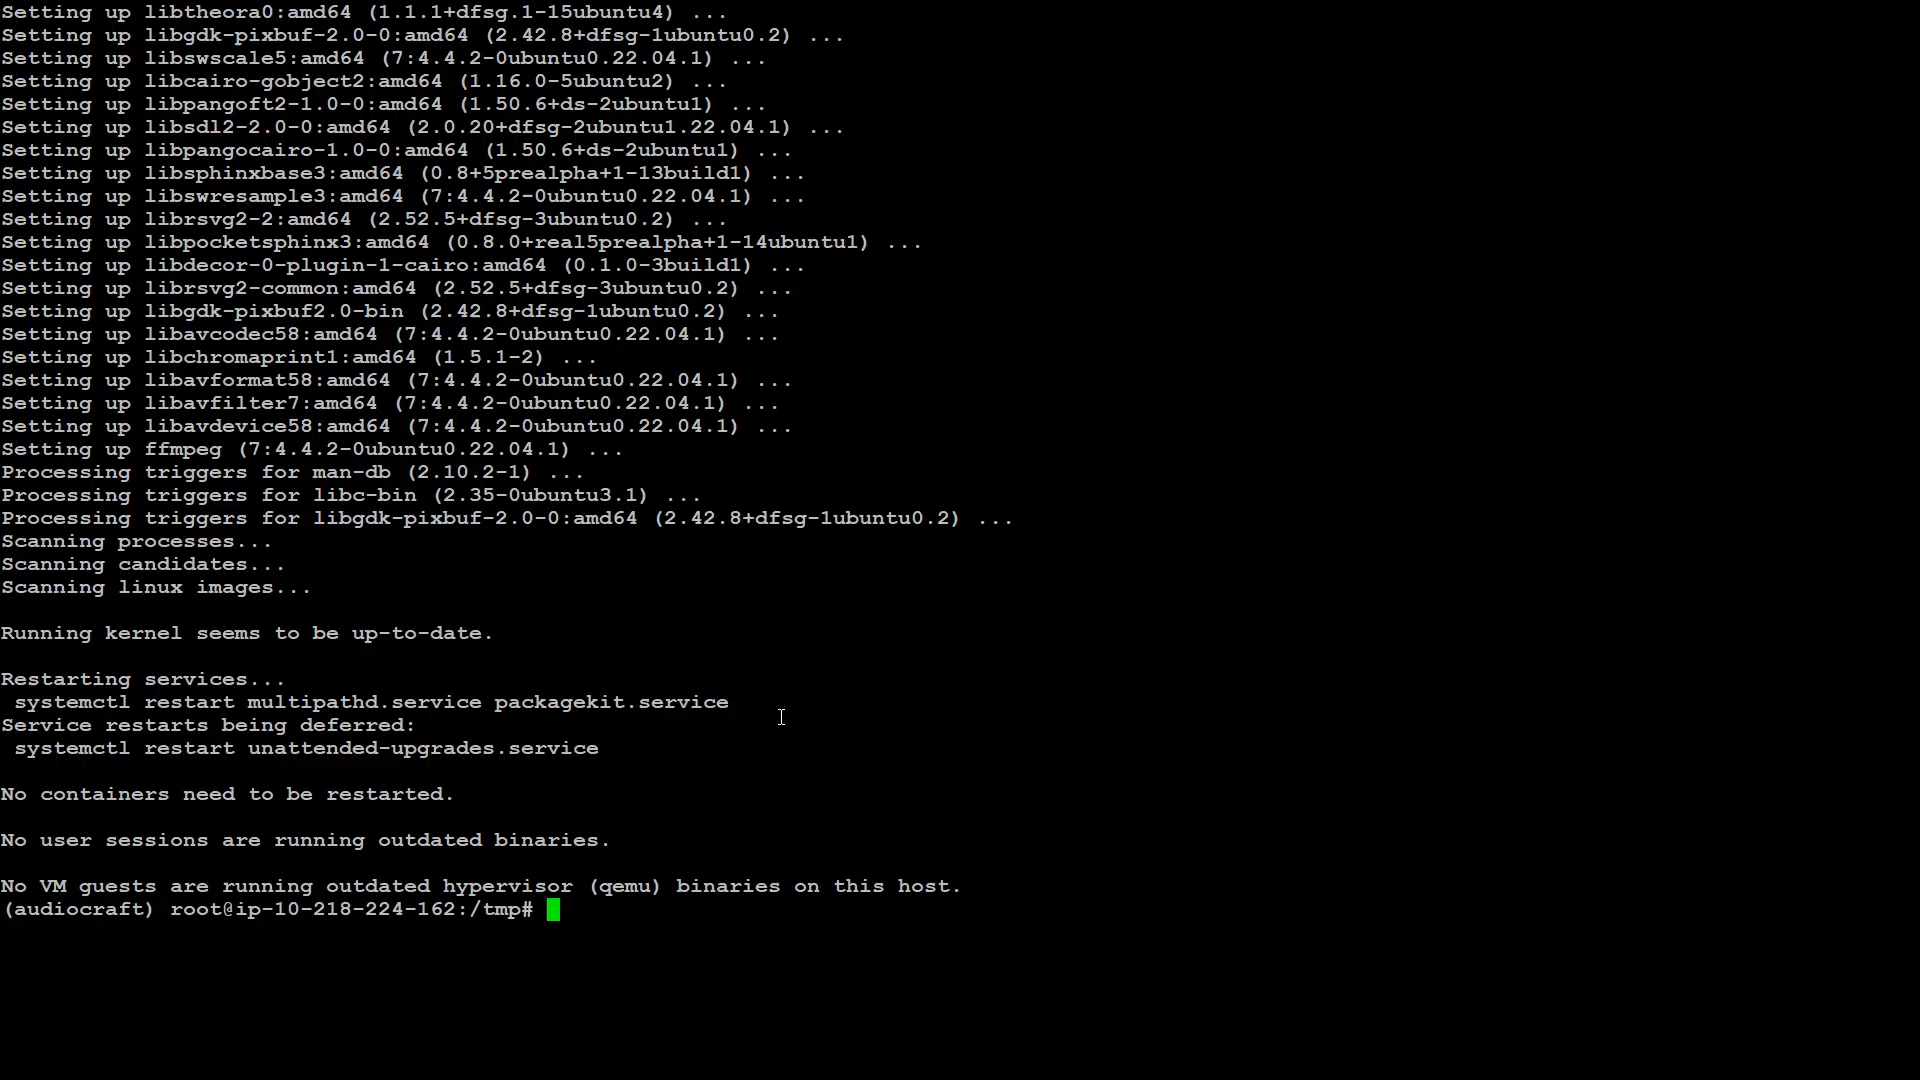 Setting up libtheora0:amd64 (1.1.1+dfsg.1-15ubuntu4) ...
Setting up libgdk-pixbuf-2.0-0:amd64 (2.42.8+dfsg-1ubuntu0.2) ...
Setting up libswscale5:amd64 (7:4.4.2-0ubuntu0.22.04.1) ...
Setting up libcairo-gobject2:amd64 (1.16.0-5ubuntu2) ...
Setting up libpangoft2-1.0-0:amd64 (1.50.6+ds-2ubuntu1) ...
Setting up libsdl2-2.0-0:amd64 (2.0.20+dfsg-2ubuntu1.22.04.1) ...
Setting up libpangocairo-1.0-0:amd64 (1.50.6+ds-2ubuntu1) ...
Setting up libsphinxbase3:amd64 (0.8+5prealpha+1-13build1) ...
Setting up libswresample3:amd64 (7:4.4.2-0ubuntu0.22.04.1) ...
Setting up librsvg2-2:amd64 (2.52.5+dfsg-3ubuntu0.2) ...
Setting up libpocketsphinx3:amd64 (0.8.0+real5prealpha+1-14ubuntu1) ...
Setting up libdecor-0-plugin-1-cairo:amd64 (0.1.0-3build1) ...
Setting up librsvg2-common:amd64 (2.52.5+dfsg-3ubuntu0.2) ...
Setting up libgdk-pixbuf2.0-bin (2.42.8+dfsg-1ubuntu0.2) ...
Setting up libavcodec58:amd64 (7:4.4.2-0ubuntu0.22.04.1) ...
Setting up libchromaprint1:amd64 (1.5.1-2) ...
Setting up libavformat58:amd64 (7:4.4.2-0ubuntu0.22.04.1) ...
Setting up libavfilter7:amd64 (7:4.4.2-0ubuntu0.22.04.1) ...
Setting up libavdevice58:amd64 (7:4.4.2-0ubuntu0.22.04.1) ...
Setting up ffmpeg (7:4.4.2-0ubuntu0.22.04.1) ...
Processing triggers for man-db (2.10.2-1) ...
Processing triggers for libc-bin (2.35-0ubuntu3.1) ...
Processing triggers for libgdk-pixbuf-2.0-0:amd64 (2.42.8+dfsg-1ubuntu0.2) ...
Scanning processes...
Scanning candidates...
Scanning linux images...
Running kernel seems to be up-to-date.
Restarting services...
systemctl restart multipathd.service packagekit.service
Service restarts being deferred:
systemctl restart unattended-upgrades.service
No containers need to be restarted.
No user sessions are running outdated binaries.
No VM guests are running outdated hypervisor (qemu) binaries on this host.
(audiocraft) root@ip-10-218-224-162:/tmp#